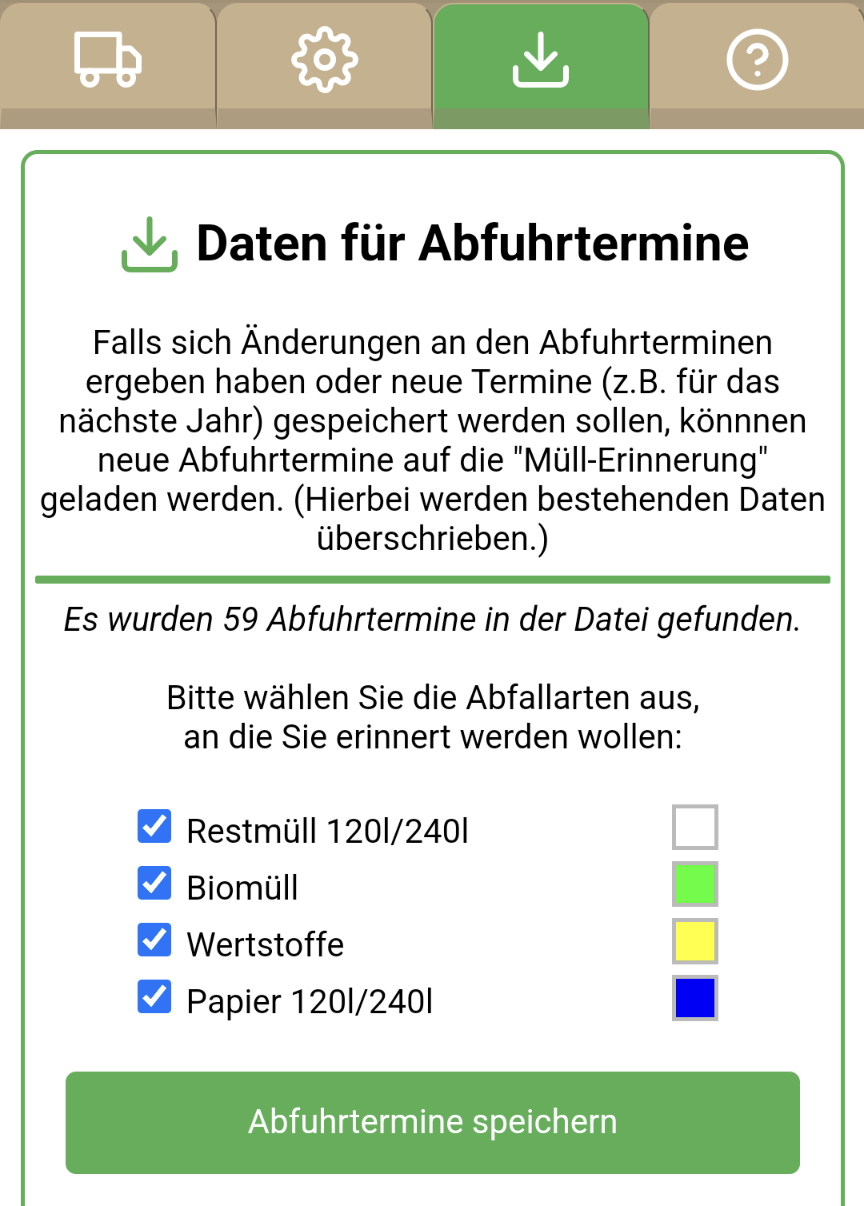 Daten für Abfuhrtermine
Falls sich Änderungen an den Abfuhrterminen
ergeben haben oder neue Termine (z.B. für das
nächste Jahr) gespeichert werden sollen, könnnen
neue Abfuhrtermine auf die "Müll-Erinnerung"
geladen werden. (Hierbei werden bestehenden Daten
überschrieben.)
Es wurden 59 Abfuhrtermine in der Datei gefunden.
Bitte wählen Sie die Abfallarten aus,
an die Sie erinnert werden wollen:
Restmüll 120l/240l
Biomüll
Wertstoffe
Papier 120l/240l
Abfuhrtermine speichern